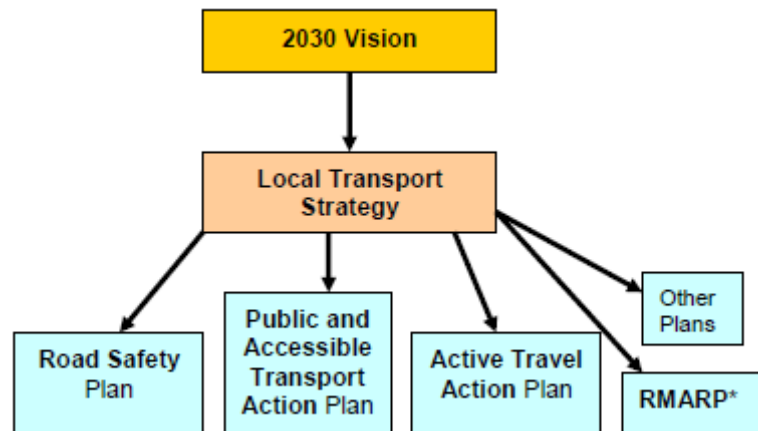 2030 Vision
Local Transport
Strategy
Road Safety
Plan
Public and
Accessible
Transport
Action Plan
Active Travel
Action Plan
Other
Plans
RMARP*